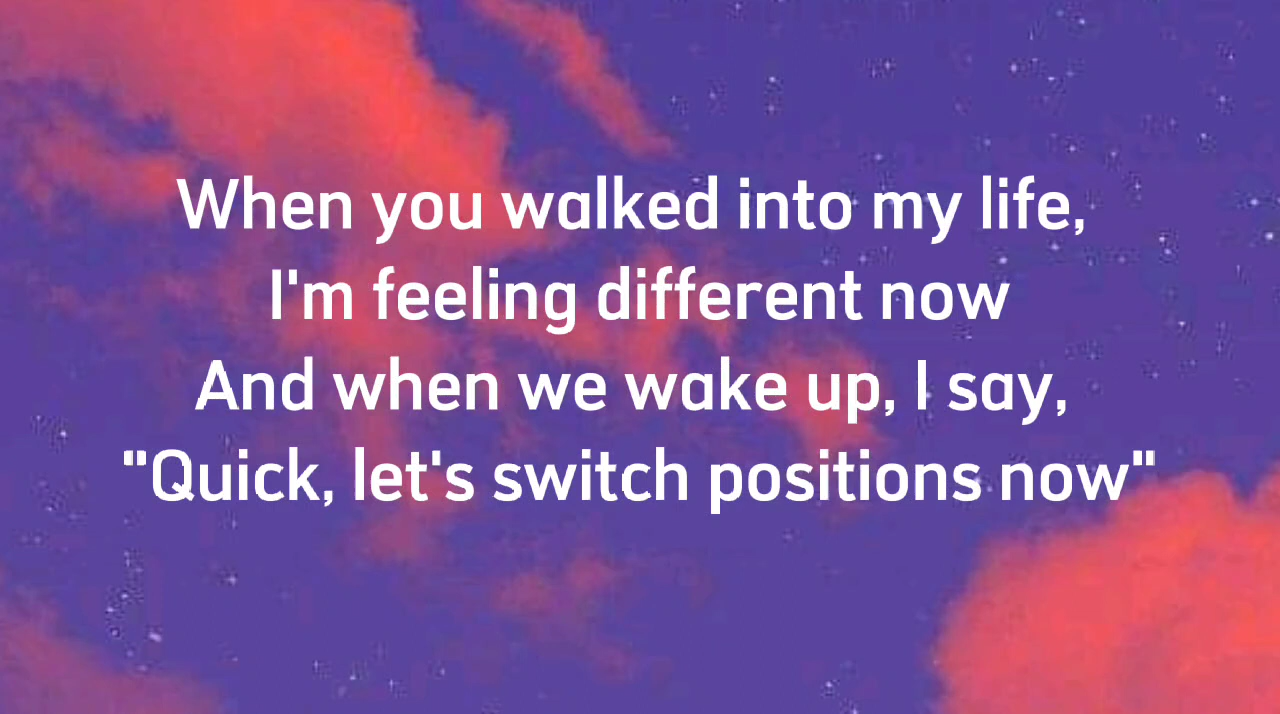 When you walked into my life,
I'm feeling different now
And when we wake up, I say,
"Quick, let's switch positions now"